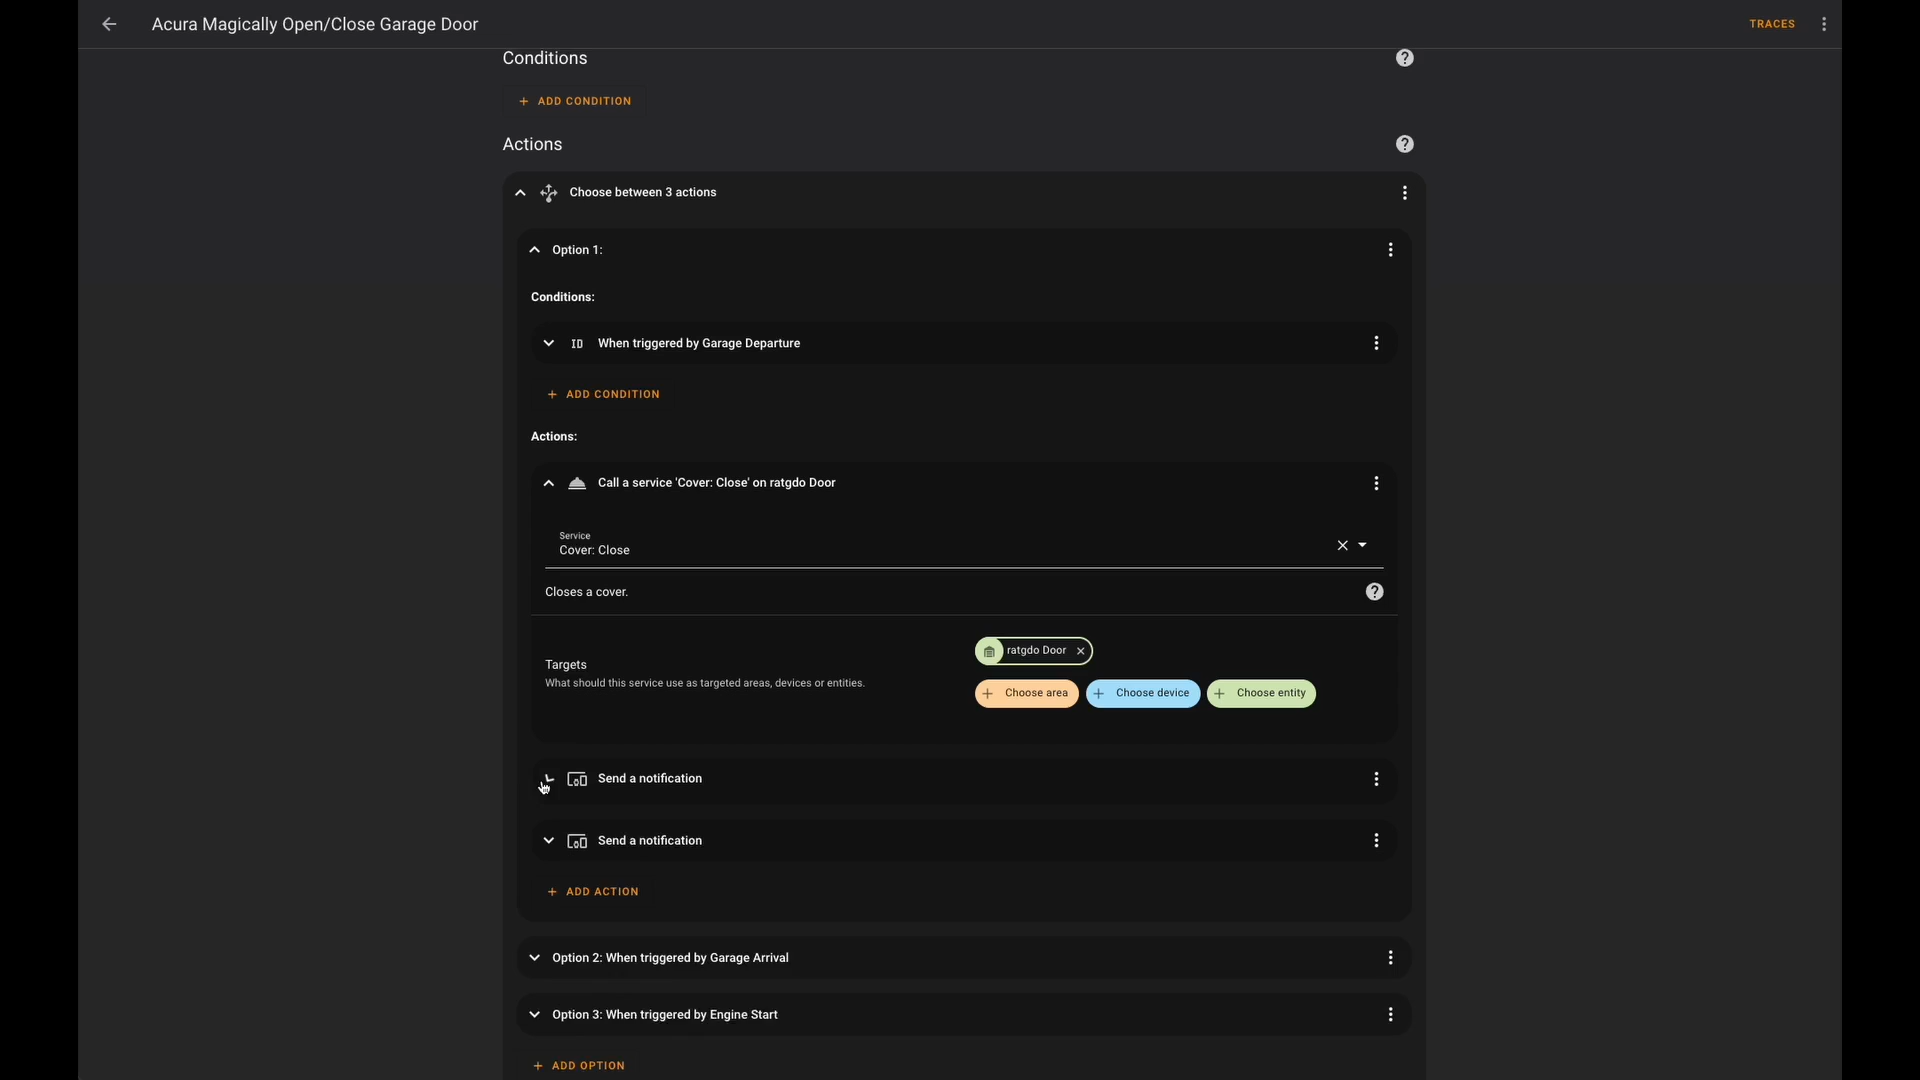 Acura Magically Open/Close Garage Door
TRACES
Conditions
+ ADD CONDITION
Actions
Choose between 3 actions
Option 1:
Conditions:
ID When triggered by Garage Departure
+ ADD CONDITION
Actions:
Call a service 'Cover: Close' on ratgdo Door
Service
Cover: Close
Closes a cover.
ratgdo Door
Targets
What should this service use as targeted areas, devices or entities.
+ Choose area + Choose device + Choose entity
Send a notification
Send a notification
+ ADD ACTION
Option 2: When triggered by Garage Arrival
Option 3: When triggered by Engine Start
+ ADD OPTION